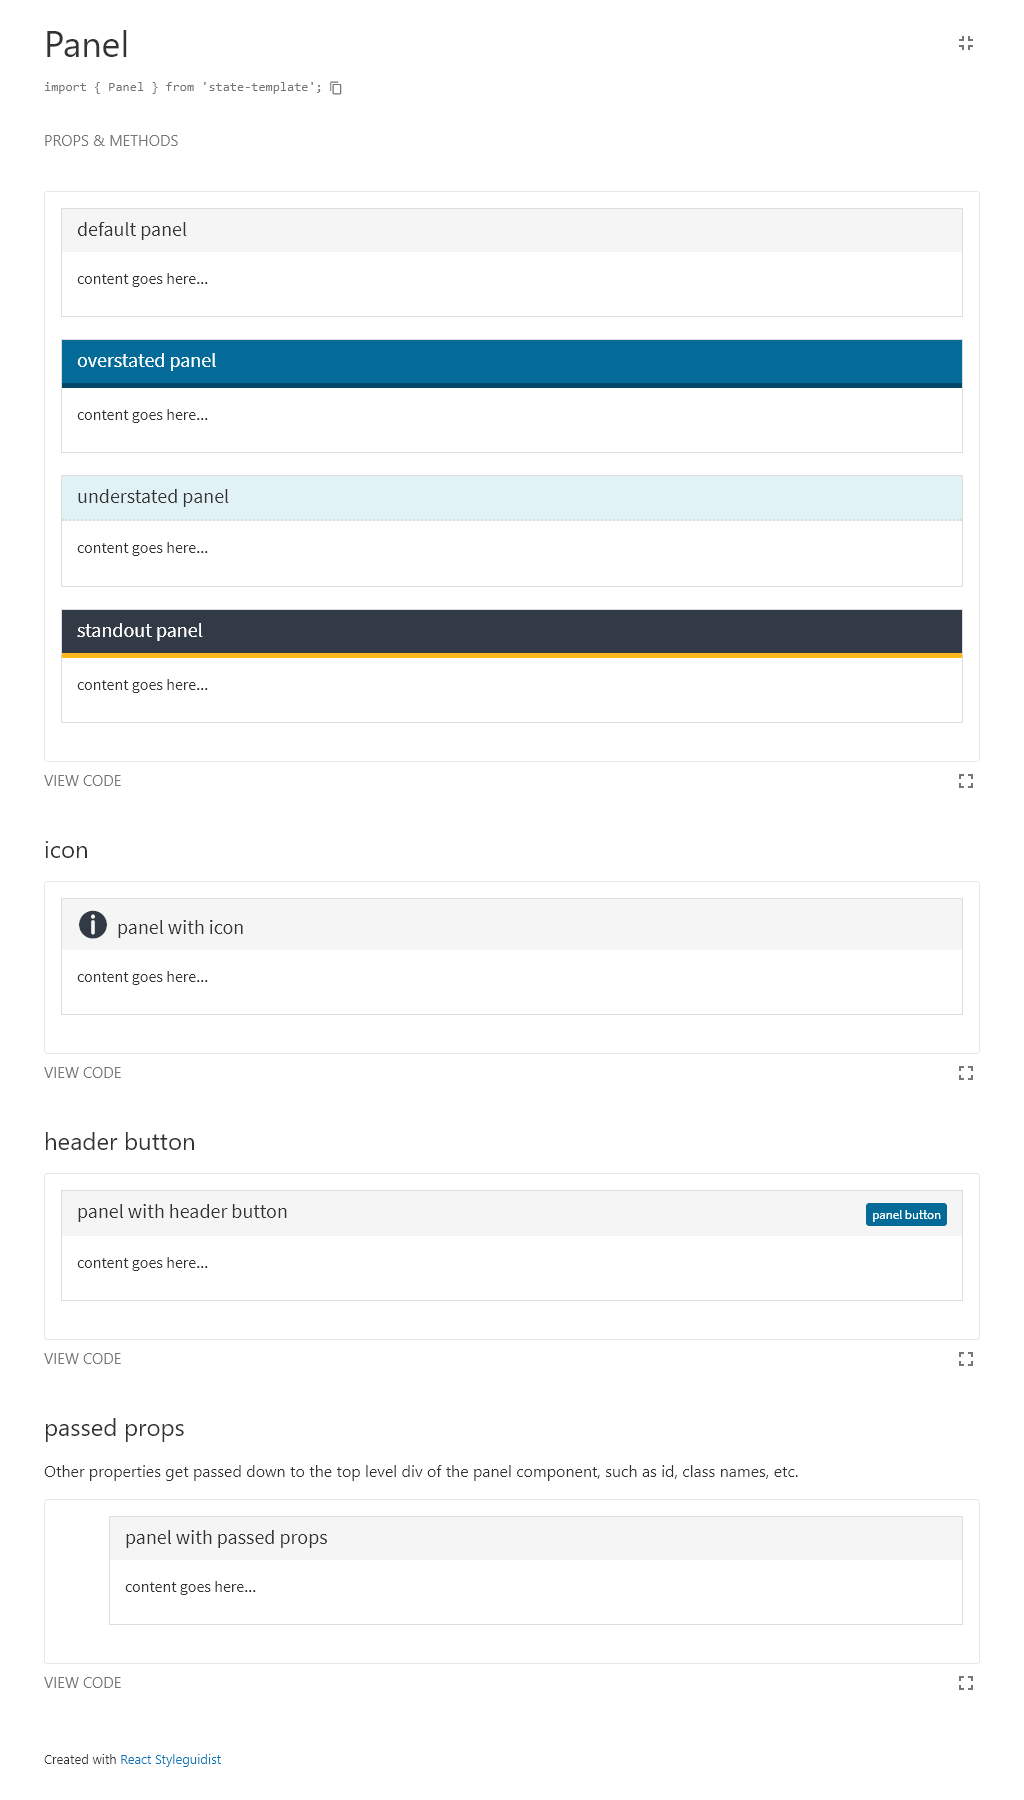 Panel
import { Panel } from 'state-template';
PROPS & METHODS
default panel
content goes here...
overstated panel
content goes here...
understated panel
content goes here...
standout panel
content goes here...
VIEW CODE
icon
panel with icon
content goes here...
VIEW CODE
header button
panel with header button
panel button
content goes here...
VIEW CODE
passed props
Other properties get passed down to the top level div of the panel component, such as id, class names, etc.
panel with passed props
content goes here...
VIEW CODE
Created with React Styleguidist